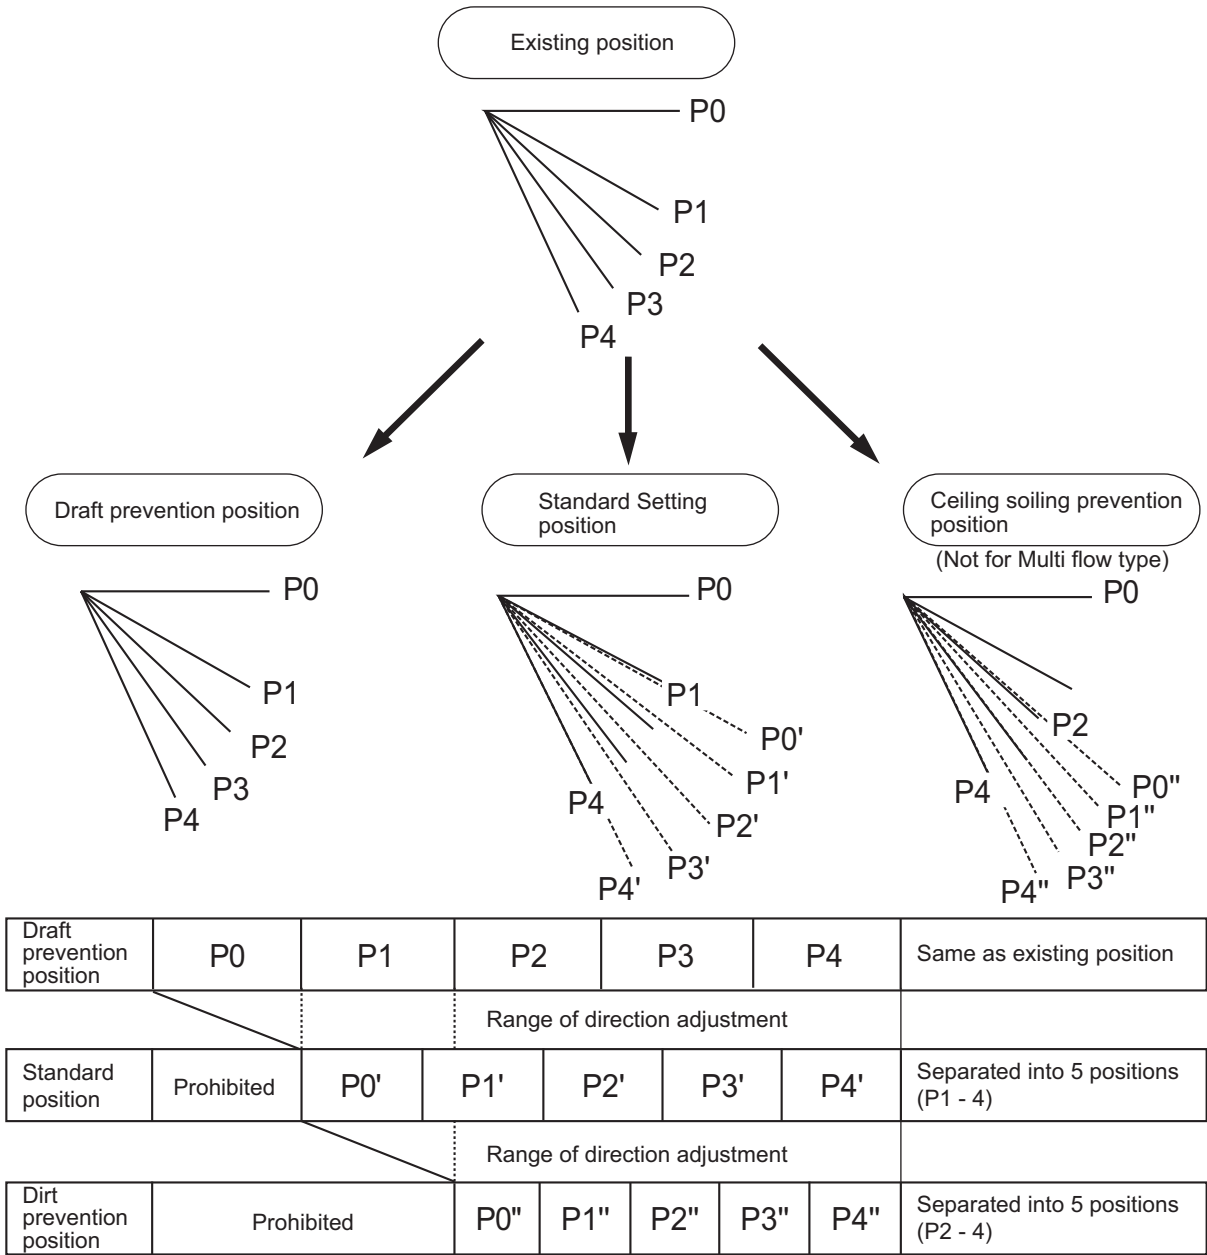 Existing position
P0
P1
P2
P3
P4
Draft prevention position
P0
P1
P2
P3
P4
Standard Setting
position
P0
P1
P0'
P1'
P4
P2'
P3'
P4'
Ceiling soiling prevention
position
(Not for Multi flow type)
P0
P2
P4
P0"
P1"
P2"
P3"
P4"
Draft
prevention
position
P0
P1
P2
P3
P4
Same as existing position
Range of direction adjustment
Standard
position
Prohibited
P0'
P1'
P2'
P3'
P4'
Separated into 5 positions
(P1 - 4)
Range of direction adjustment
Dirt
prevention
position
Prohibited
P0"
P1"
P2"
P3"
P4"
Separated into 5 positions
(P2 - 4)